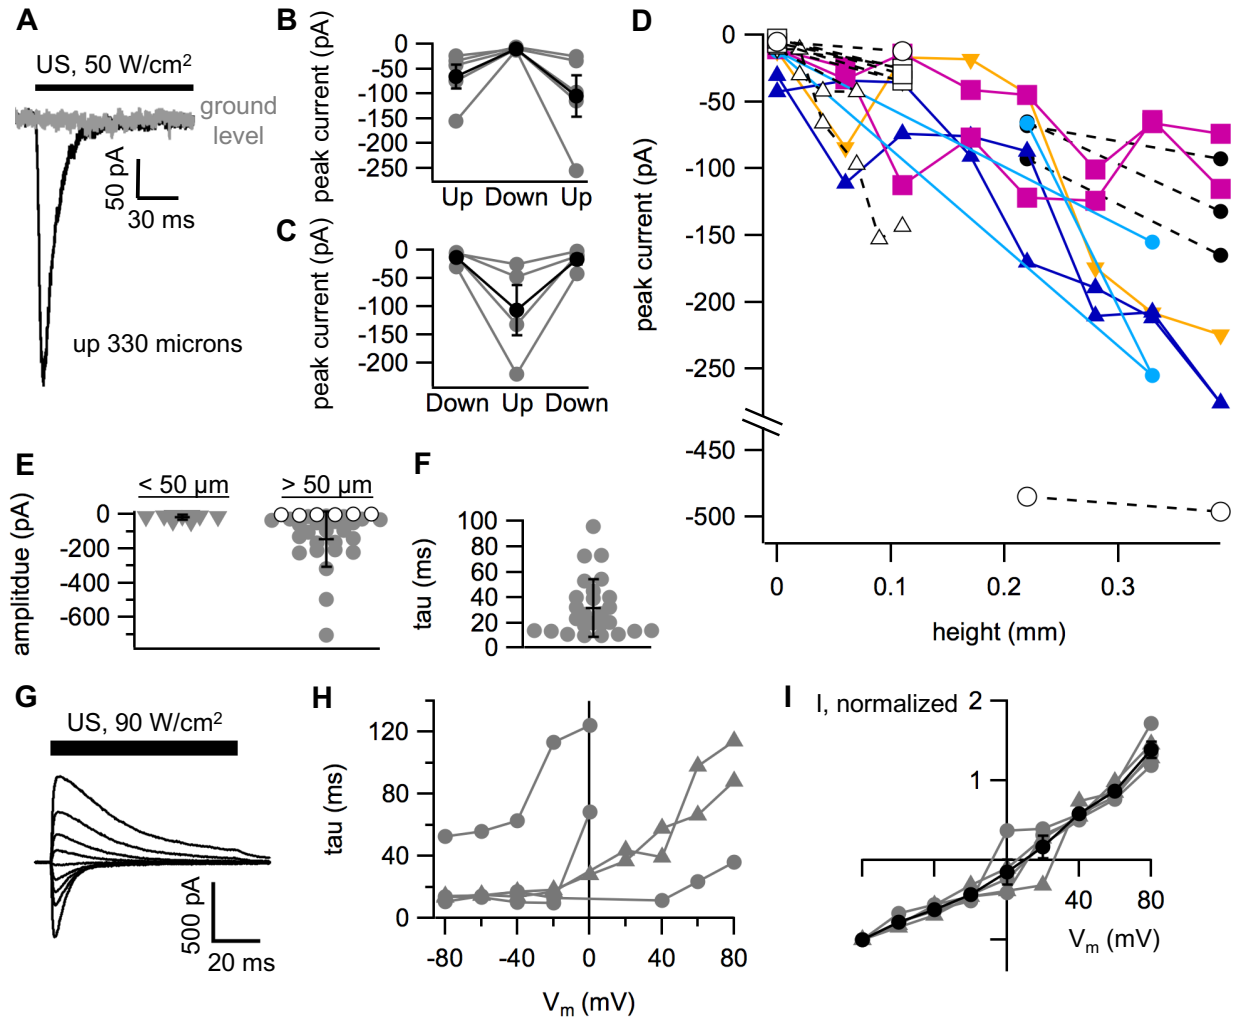 A
US, 50 W/cm2
ground
level
50 pA
30 ms
up 330 microns
B
peak current (pA)
0
-50
-100
-150
-200
-250
Up Down Up
C
peak current (pA)
0
-50
-100
-150
-200
Down Up Down
D
peak current (pA)
0
-50
-100
-150
-200
-250
-450
-500
0 0.1 0.2 0.3
height (mm)
E
< 50 µm > 50 µm
amplitdue (pA)
0
-200
-400
-600
F
tau (ms)
100
80
60
40
20
0
G
US, 90 W/cm2
500 pA
20 ms
H
tau (ms)
120
80
40
0
-80 -40 0 40 80
Vm (mV)
I
I, normalized
2
1
40 80
Vm (mV)